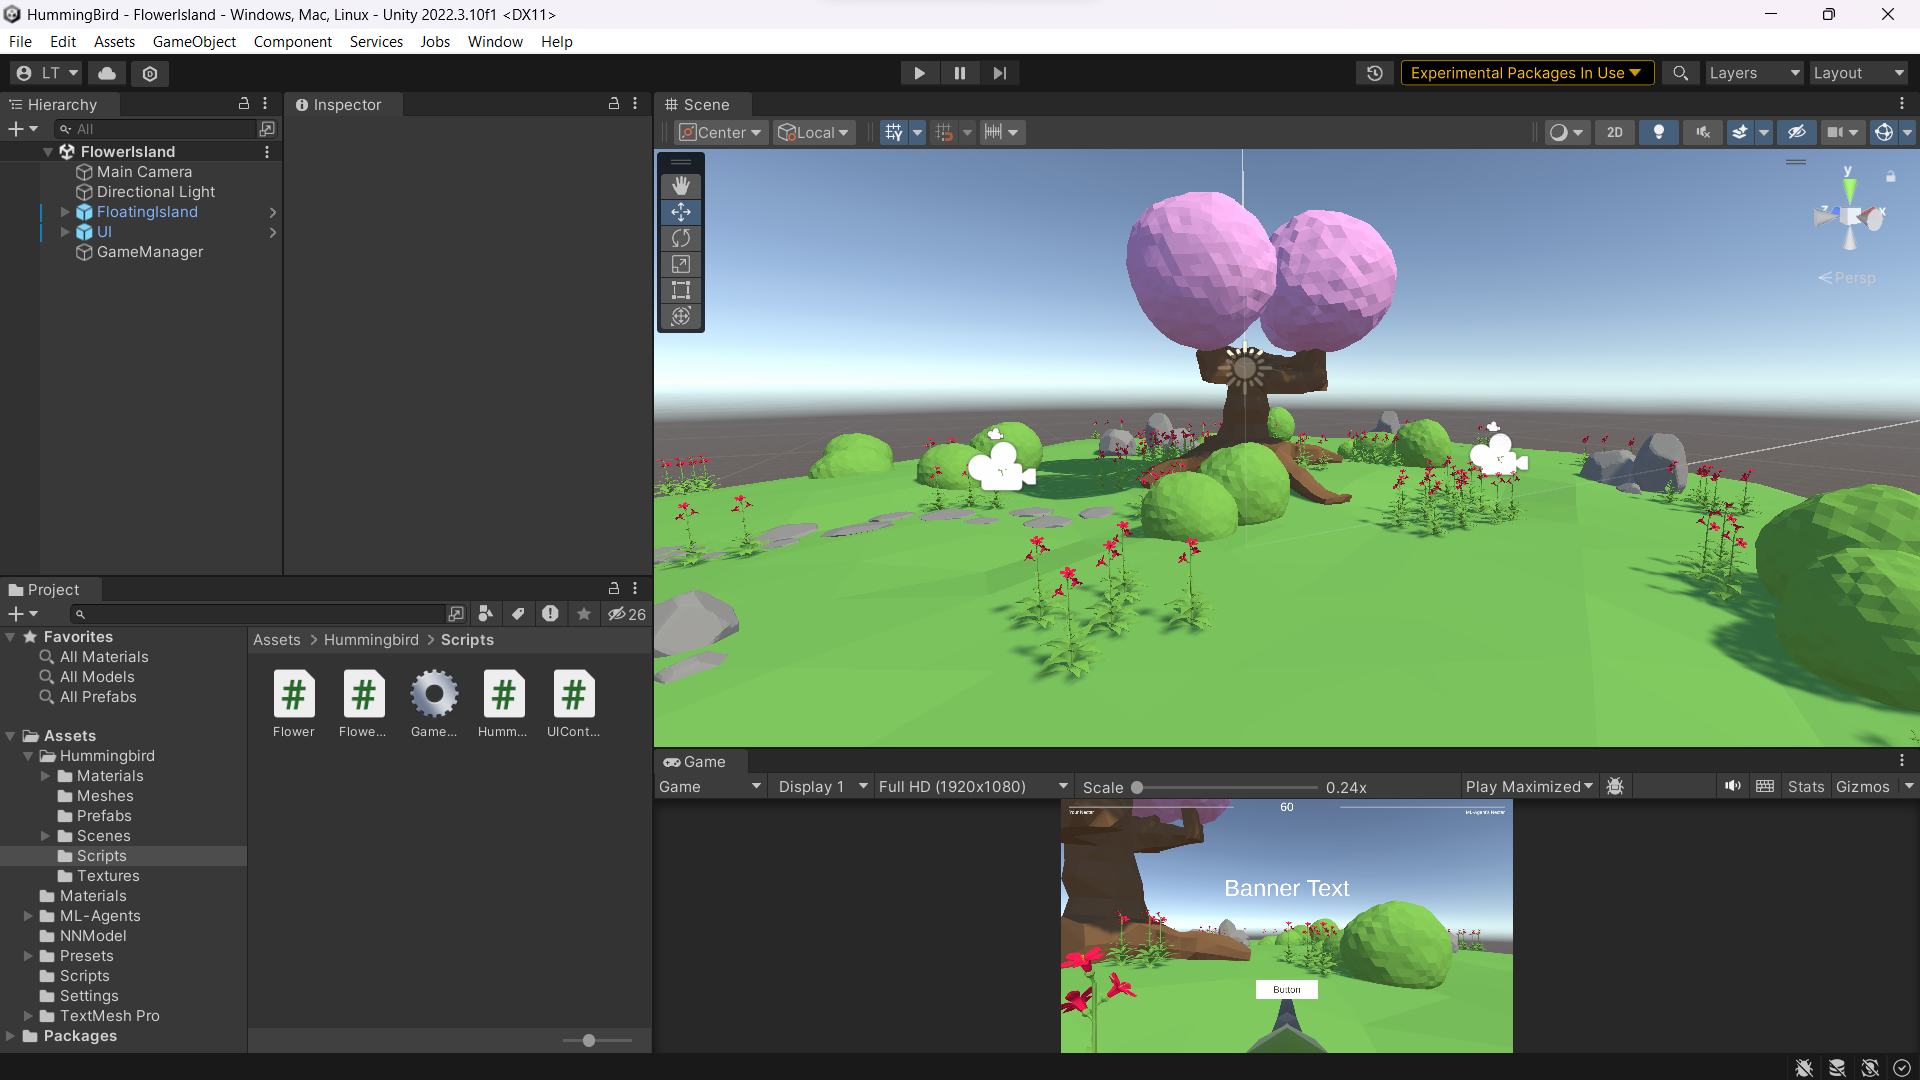 HummingBird - FlowerIsland - Windows, Mac, Linux - Unity 2022.3.10f1 <DX11>
File Edit Assets GameObject Component Services Jobs Window Help
LT Experimental Packages In Use Layers Layout
Hierarchy
All
FlowerIsland
Main Camera
Directional Light
FloatingIsland
UI
GameManager
Inspector
Scene
Center Local 2D
y
z x
Persp
Project
26
Favorites
All Materials
All Models
All Prefabs
Assets
Hummingbird
Materials
Meshes
Prefabs
Scenes
Scripts
Textures
Materials
ML-Agents
NNModel
Presets
Scripts
Settings
TextMesh Pro
Packages
Assets > Hummingbird > Scripts
Flower Flowe... Game... Humm... UICont...
Game
Game Display 1 Full HD (1920x1080) Scale 0.24x Play Maximized Stats Gizmos
60
Your Nectar ML-Agent's Nectar
Banner Text
Button